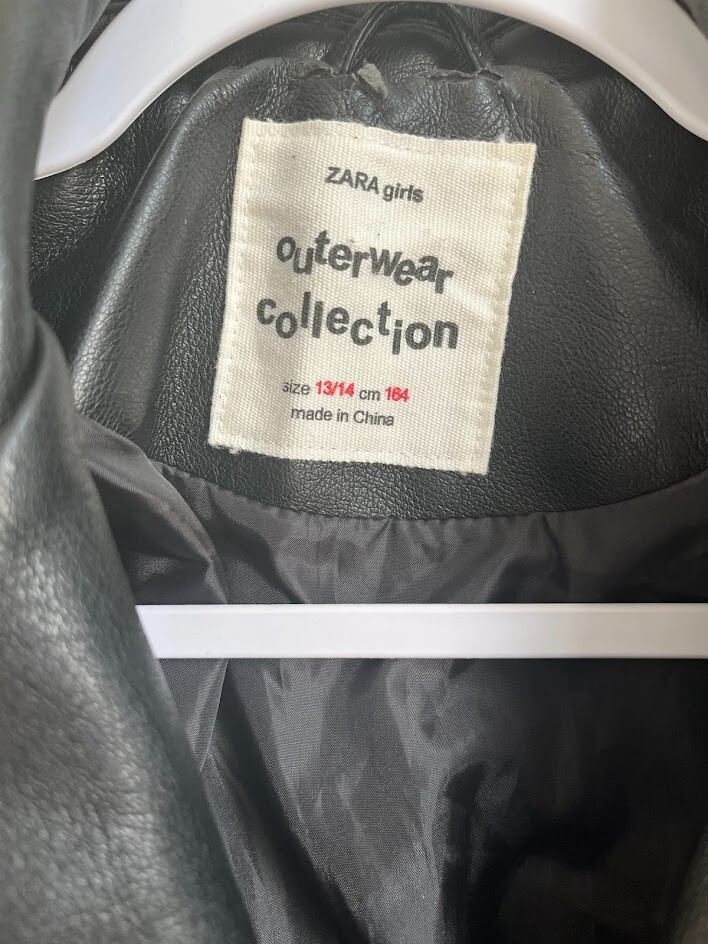 ZARA girls
outerwear
collection
size 13/14 cm 164
made in China